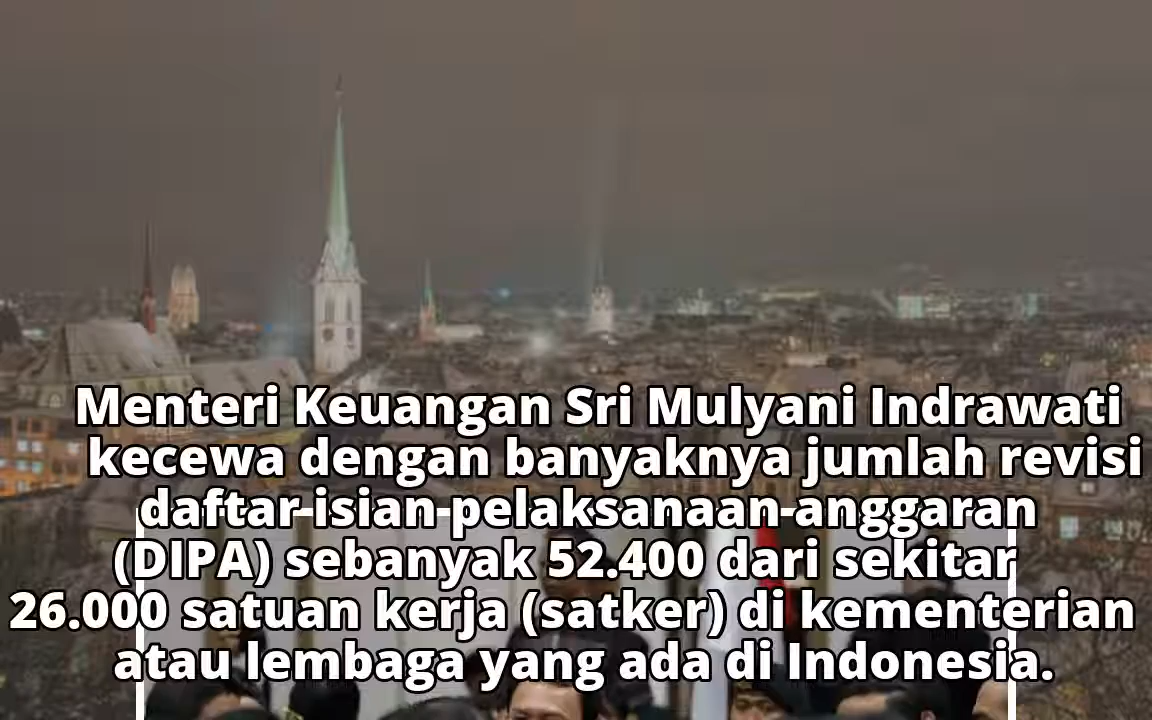 Menteri Keuangan Sri Mulyani Indrawati
kecewa dengan banyaknya jumlah revisi
daftar isian pelaksanaan anggaran
(DIPA) sebanyak 52.400 dari sekitar
26.000 satuan kerja (satker) di kementerian
atau lembaga yang ada di Indonesia.